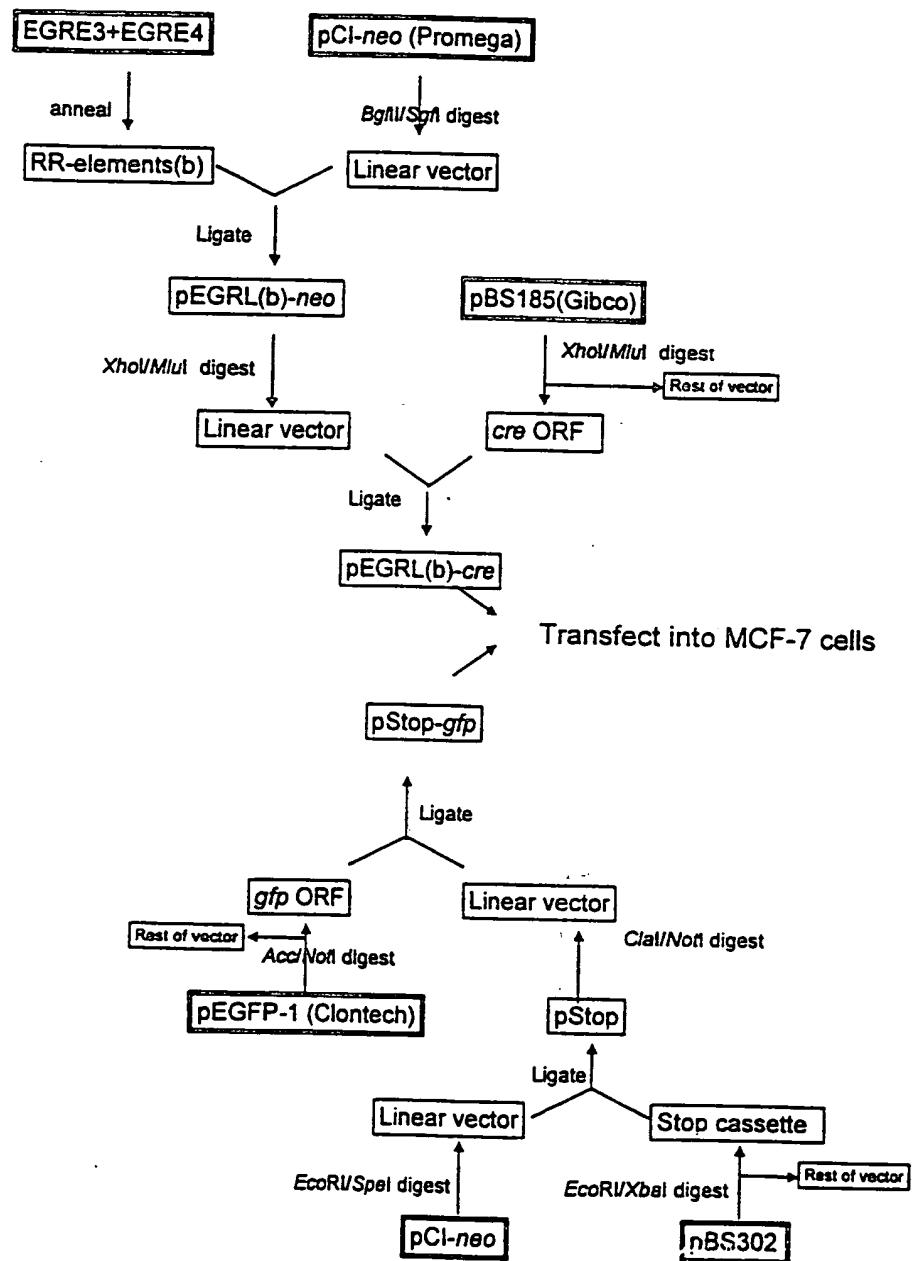 EGRE3+EGRE4
pCI-neo (Promega)
anneal
BglII/SgfI digest
RR-elements(b)
Linear vector
Ligate
pEGRL(b)-neo
pBS185(Gibco)
XhoI/MluI digest
XhoI/MluI digest
Rest of vector
Linear vector
cre ORF
Ligate
pEGRL(b)-cre
Transfect into MCF-7 cells
pStop-gfp
Ligate
gfp ORF
Linear vector
Rest of vector
AccI/NotI digest
ClaI/NotI digest
pEGFP-1 (Clontech)
pStop
Ligate
Linear vector
Stop cassette
EcoRI/SpeI digest
EcoRI/XbaI digest
Rest of vector
pCI-neo
pBS302